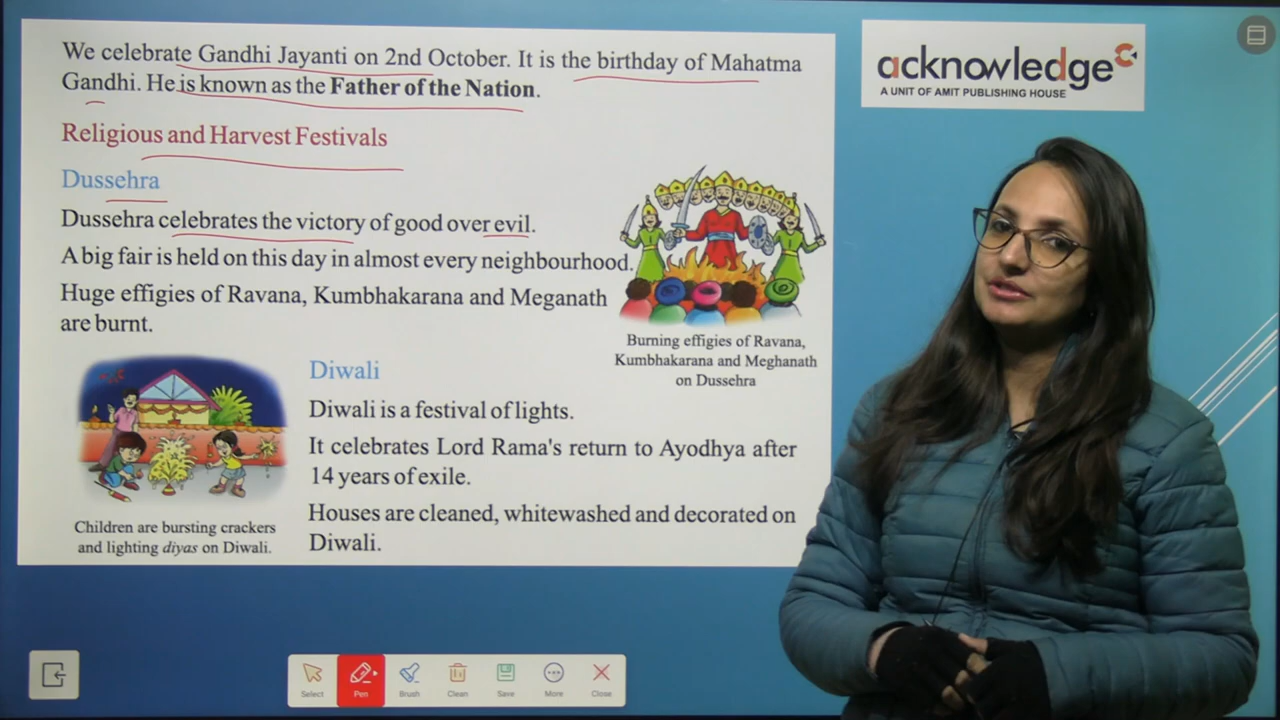 We celebrate Gandhi Jayanti on 2nd October. It is the birthday of Mahatma
Gandhi. He is known as the Father of the Nation.
Religious and Harvest Festivals
Dussehra
Dussehra celebrates the victory of good over evil.
A big fair is held on this day in almost every neighbourhood.
Huge effigies of Ravana, Kumbhakarana and Meganath
are burnt.
Burning effigies of Ravana,
Kumbhakarana and Meghanath
on Dussehra
Diwali
Diwali is a festival of lights.
It celebrates Lord Rama's return to Ayodhya after
14 years of exile.
Houses are cleaned, whitewashed and decorated on
Diwali.
Children are bursting crackers
and lighting diyas on Diwali.
acknowledge
A UNIT OF AMIT PUBLISHING HOUSE
Select
Pen
Brush
Clean
Save
More
Close